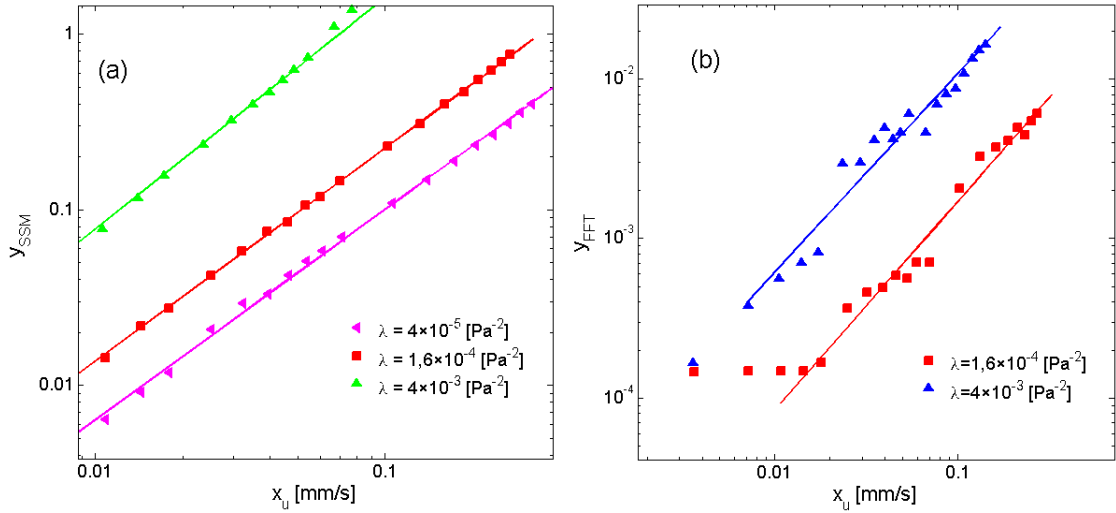 (a)
y_SSM
1
0.1
0.01
λ = 4×10⁻⁵ [Pa⁻²]
λ = 1,6×10⁻⁴ [Pa⁻²]
λ = 4×10⁻³ [Pa⁻²]
0.01 0.1
x_u [mm/s]
(b)
y_FFT
10⁻²
10⁻³
10⁻⁴
λ=1,6×10⁻⁴ [Pa⁻²]
λ=4×10⁻³ [Pa⁻²]
0.01 0.1
x_u [mm/s]